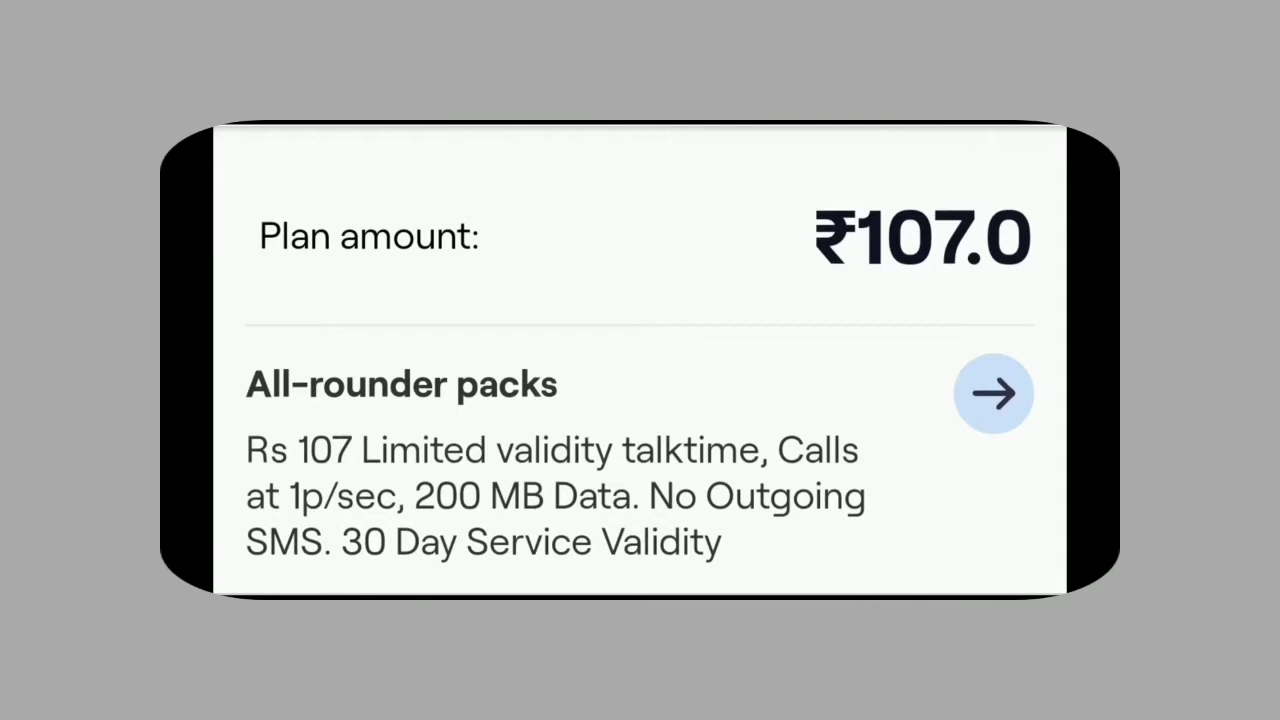 Plan amount:
₹107.0
All-rounder packs
Rs 107 Limited validity talktime, Calls
at 1p/sec, 200 MB Data. No Outgoing
SMS. 30 Day Service Validity